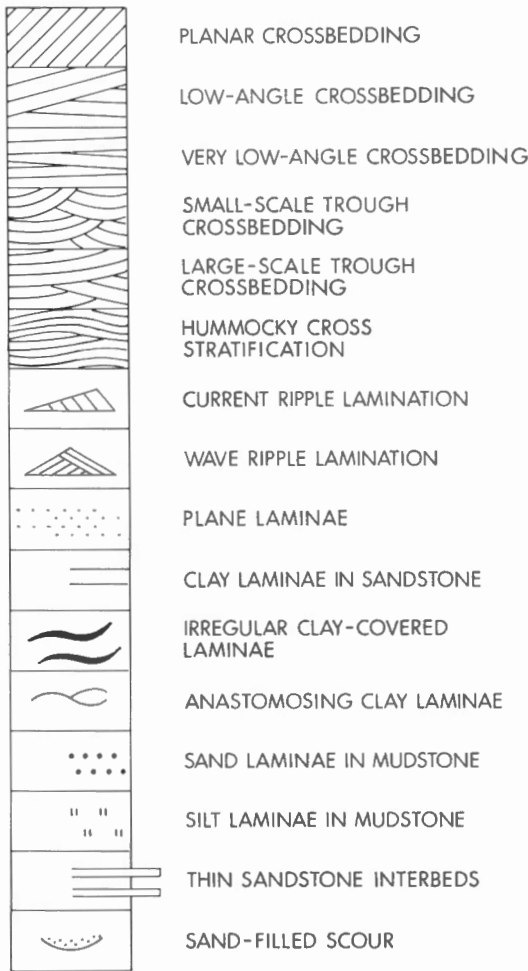 PLANAR CROSSBEDDING
LOW-ANGLE CROSSBEDDING
VERY LOW-ANGLE CROSSBEDDING
SMALL-SCALE TROUGH
CROSSBEDDING
LARGE-SCALE TROUGH
CROSSBEDDING
HUMMOCKY CROSS
STRATIFICATION
CURRENT RIPPLE LAMINATION
WAVE RIPPLE LAMINATION
PLANE LAMINAE
CLAY LAMINAE IN SANDSTONE
IRREGULAR CLAY-COVERED
LAMINAE
ANASTOMOSING CLAY LAMINAE
SAND LAMINAE IN MUDSTONE
SILT LAMINAE IN MUDSTONE
THIN SANDSTONE INTERBEDS
SAND-FILLED SCOUR